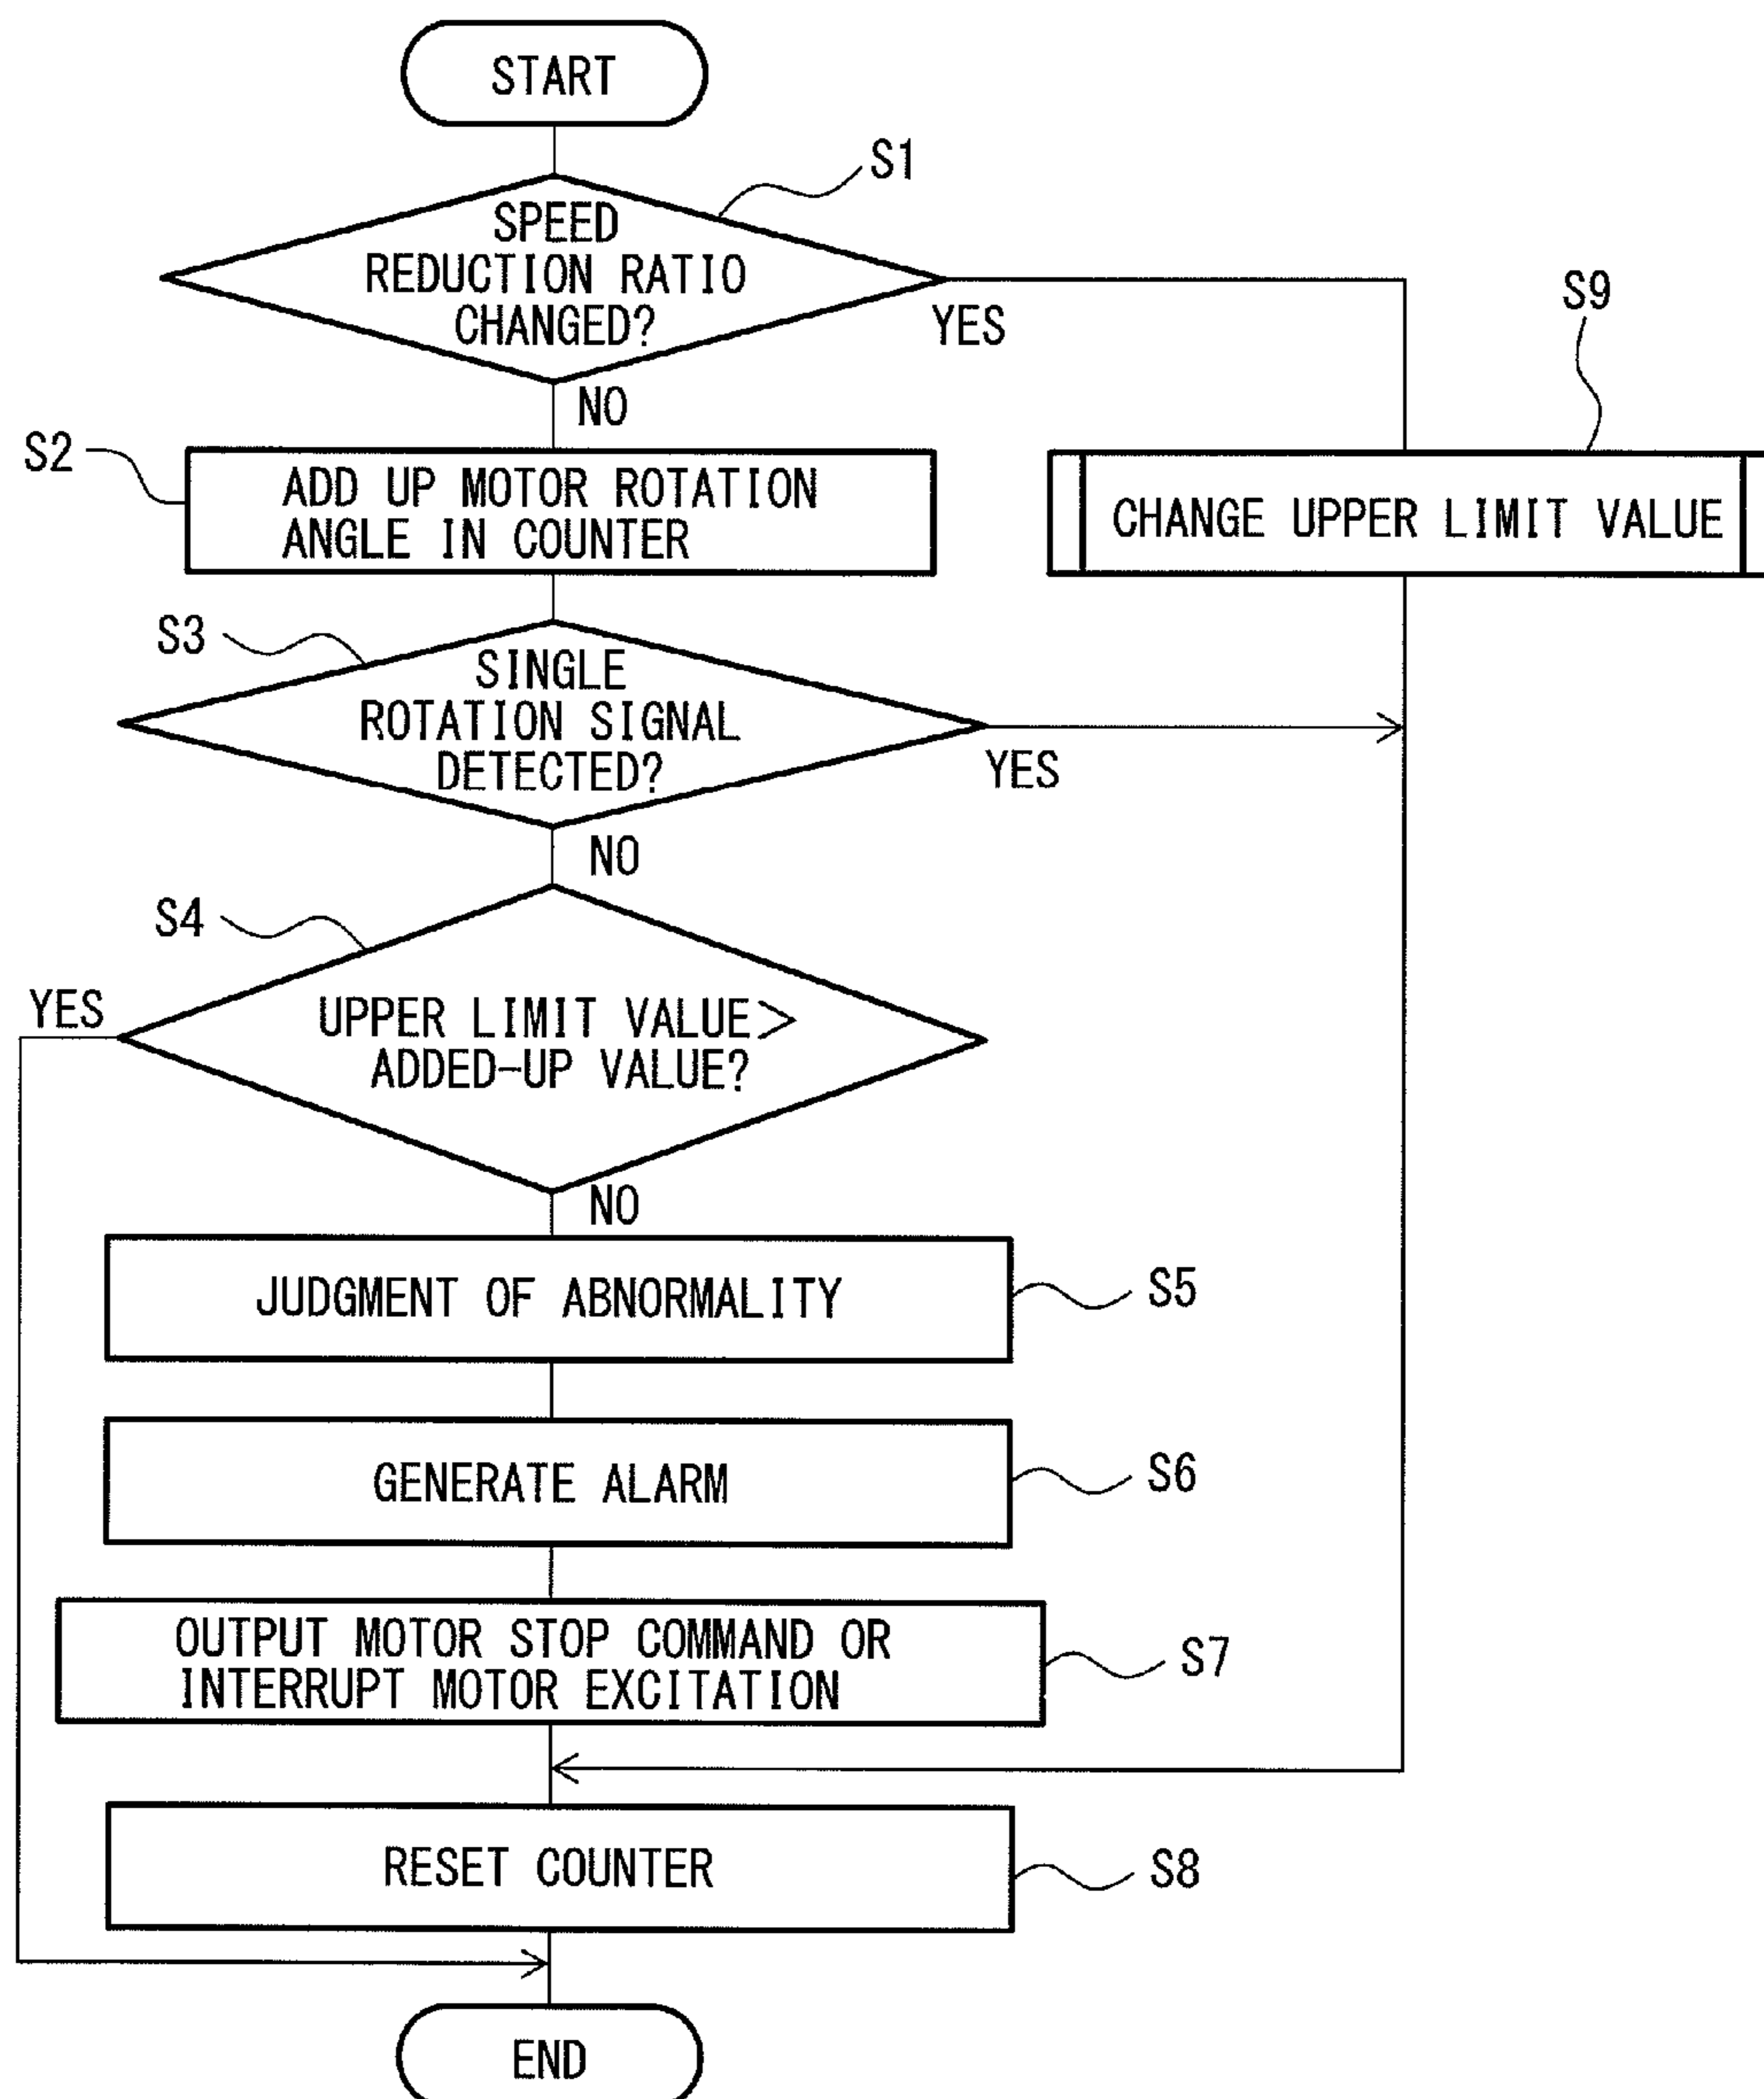 START
S1
SPEED
REDUCTION RATIO
CHANGED?
YES
NO
S9
CHANGE UPPER LIMIT VALUE
S2
ADD UP MOTOR ROTATION
ANGLE IN COUNTER
S3
SINGLE
ROTATION SIGNAL
DETECTED?
YES
NO
S4
YES
UPPER LIMIT VALUE>
ADDED-UP VALUE?
NO
JUDGMENT OF ABNORMALITY
S5
GENERATE ALARM
S6
OUTPUT MOTOR STOP COMMAND OR
INTERRUPT MOTOR EXCITATION
S7
RESET COUNTER
S8
END